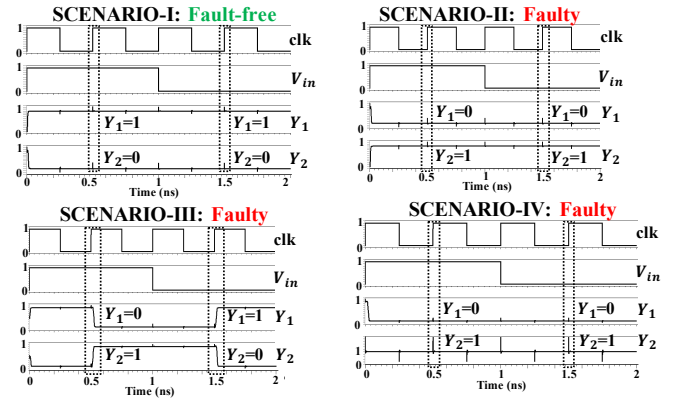 SCENARIO-I: Fault-free
1 0 clk
1 0 V_in
1 0 Y_1=1 Y_1=1 Y_1
1 0 Y_2=0 Y_2=0 Y_2
0 0.5 1 1.5 2
Time (ns)
SCENARIO-II: Faulty
1 0 clk
1 0 V_in
1 0 Y_1=0 Y_1=0 Y_1
1 0 Y_2=1 Y_2=1 Y_2
0 0.5 1 1.5 2
Time (ns)
SCENARIO-III: Faulty
1 0 clk
1 0 V_in
1 0 Y_1=0 Y_1=1 Y_1
1 0 Y_2=1 Y_2=0 Y_2
0 0.5 1 1.5 2
Time (ns)
SCENARIO-IV: Faulty
1 0 clk
1 0 V_in
1 0 Y_1=0 Y_1=0 Y_1
1 0 Y_2=1 Y_2=1 Y_2
0 0.5 1 1.5 2
Time (ns)